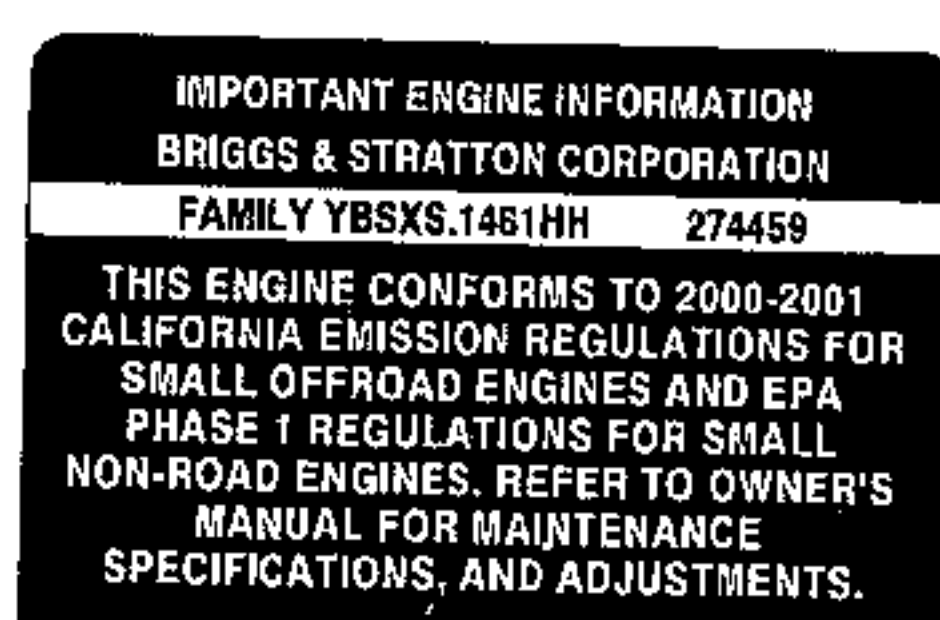 IMPORTANT ENGINE INFORMATION
BRIGGS & STRATTON CORPORATION
FAMILY YBSXS.1461HH 274459
THIS ENGINE CONFORMS TO 2000-2001
CALIFORNIA EMISSION REGULATIONS FOR
SMALL OFFROAD ENGINES AND EPA
PHASE 1 REGULATIONS FOR SMALL
NON-ROAD ENGINES. REFER TO OWNER'S
MANUAL FOR MAINTENANCE
SPECIFICATIONS, AND ADJUSTMENTS.